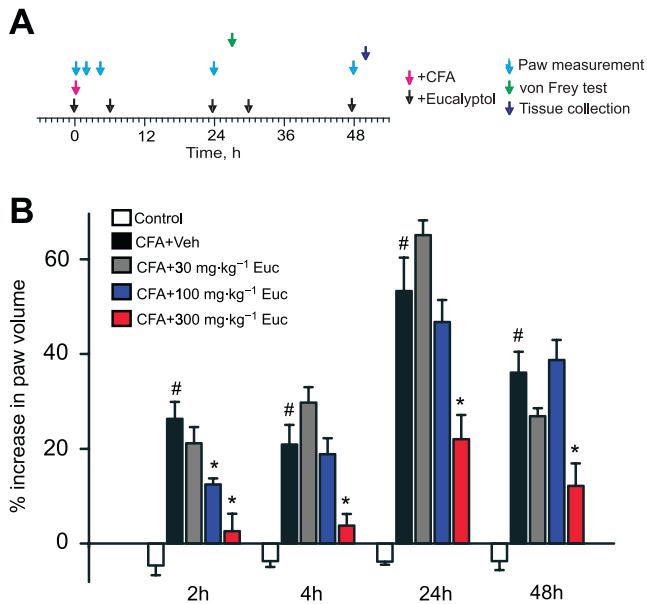 A
+CFA
+Eucalyptol
Paw measurement
von Frey test
Tissue collection
0 12 24 36 48
Time, h
B
Control
CFA+Veh
CFA+30 mg·kg⁻¹ Euc
CFA+100 mg·kg⁻¹ Euc
CFA+300 mg·kg⁻¹ Euc
% increase in paw volume
60
40
20
0
# * *
# *
# *
# *
2h 4h 24h 48h